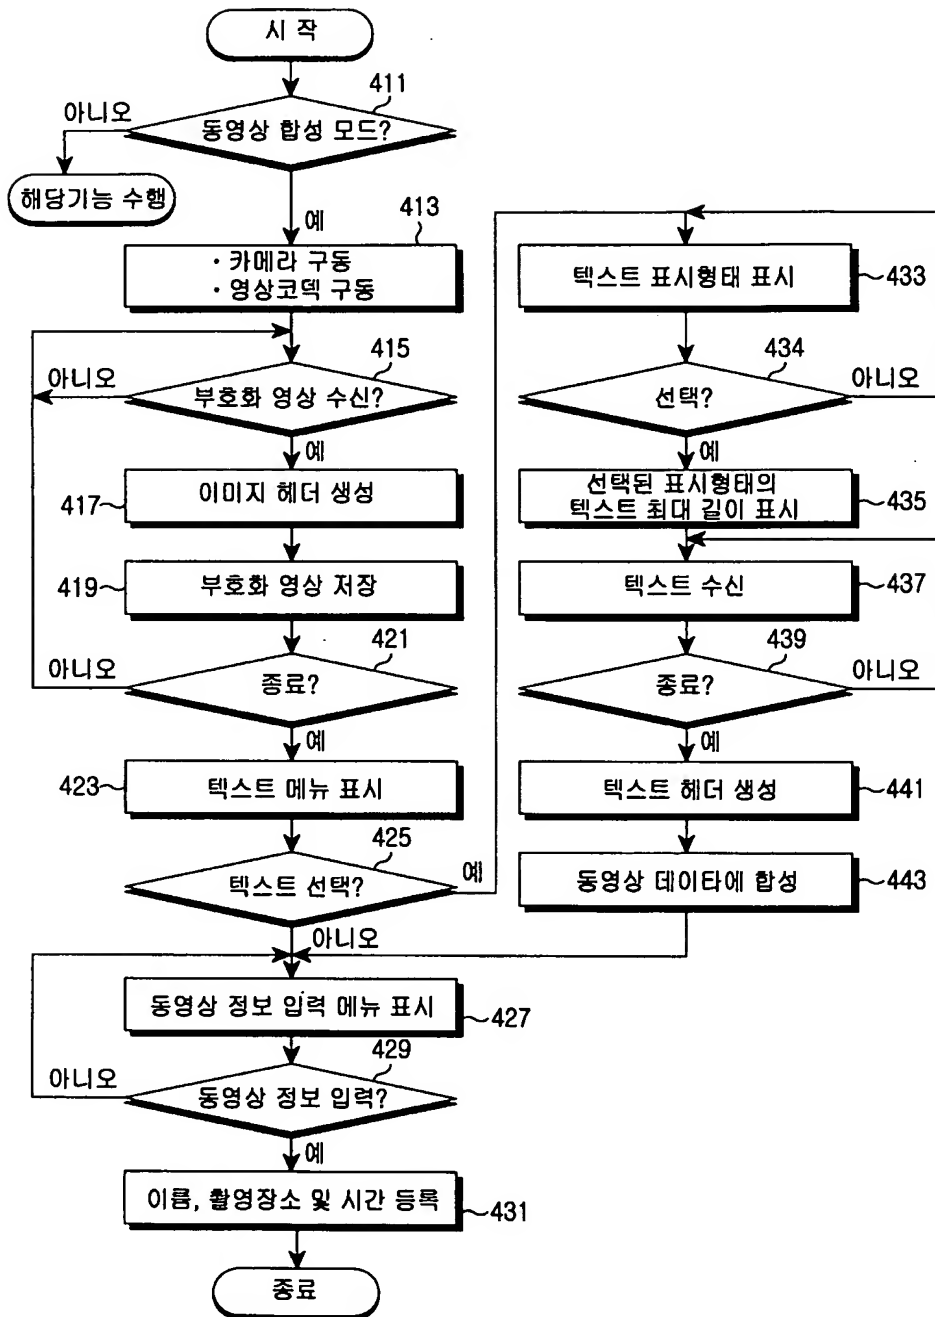 시 작
411
아니오
동영상 합성 모드?
해당기능 수행
예
413
· 카메라 구동
· 영상코덱 구동
415
아니오
부호화 영상 수신?
예
417
이미지 헤더 생성
419
부호화 영상 저장
421
아니오
종료?
예
423
텍스트 메뉴 표시
425
텍스트 선택?
예
아니오
동영상 정보 입력 메뉴 표시
427
429
아니오
동영상 정보 입력?
예
이름, 촬영장소 및 시간 등록
431
종료
텍스트 표시형태 표시
433
434
선택?
아니오
예
선택된 표시형태의
텍스트 최대 길이 표시
435
텍스트 수신
437
439
종료?
아니오
예
텍스트 헤더 생성
441
동영상 데이타에 합성
443